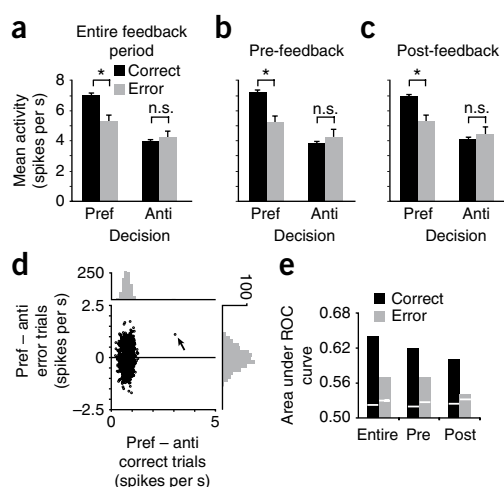 a
Entire feedback
period
Correct
Error
*
n.s.
8
6
4
2
0
Mean activity
(spikes per s)
Pref
Anti
Decision
b
Pre-feedback
*
n.s.
Pref
Anti
Decision
c
Post-feedback
*
n.s.
Pref
Anti
Decision
d
250
100
2.5
0
–2.5
Pref – anti
error trials
(spikes per s)
0
5
Pref – anti
correct trials
(spikes per s)
e
Correct
Error
0.68
0.62
0.56
0.50
Area under ROC
curve
Entire
Pre
Post